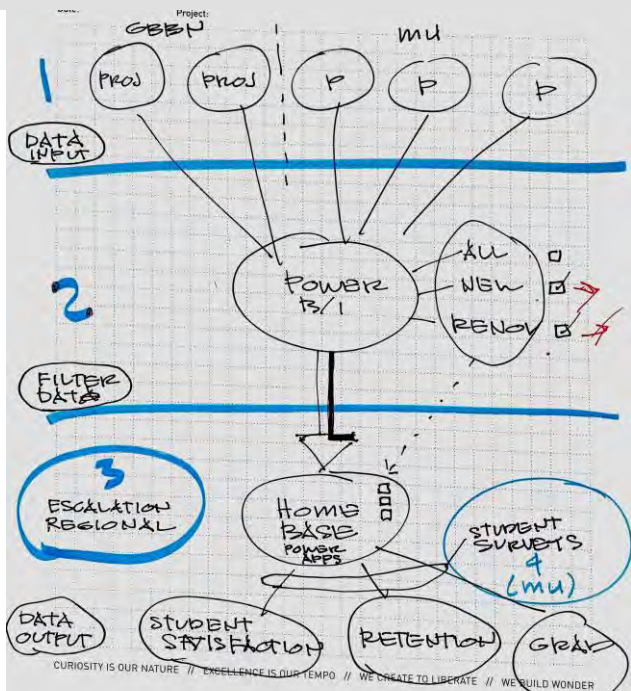 Project:
GBBN
MU
1
PROJ
PROJ
P
P
P
DATA
INPUT
2
POWER
B/I
ALL
NEW
RENOV
FILTER
DATA
3
ESCALATION
REGIONAL
HOME
BASE
POWER
APPS
STUDENT
SURVEYS
4
(MU)
DATA
OUTPUT
STUDENT
SATISFACTION
RETENTION
GRAD
CURIOSITY IS OUR NATURE // EXCELLENCE IS OUR TEMPO // WE CREATE TO LIBERATE // WE BUILD WONDER